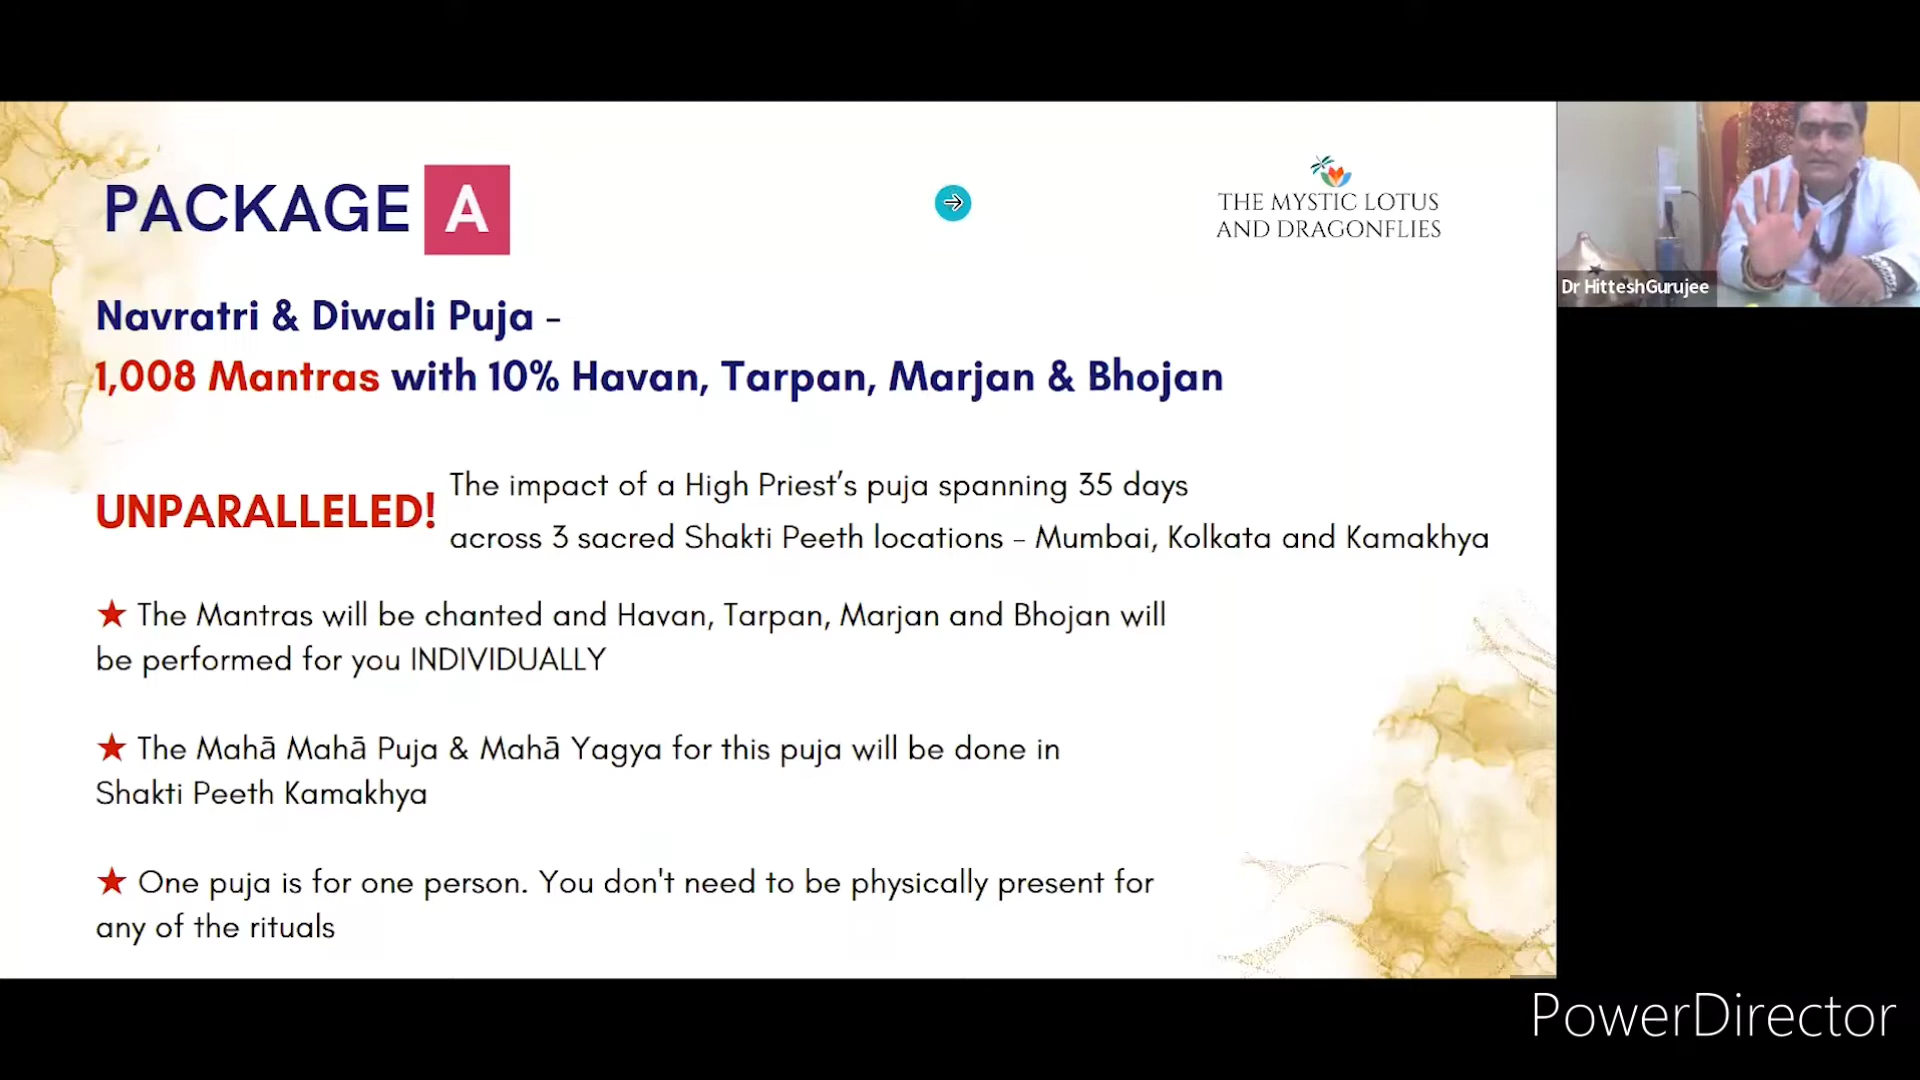 PACKAGE A
THE MYSTIC LOTUS
AND DRAGONFLIES
Dr HitteshGurujee
Navratri & Diwali Puja -
1,008 Mantras with 10% Havan, Tarpan, Marjan & Bhojan
UNPARALLELED!
The impact of a High Priest’s puja spanning 35 days
across 3 sacred Shakti Peeth locations - Mumbai, Kolkata and Kamakhya
★ The Mantras will be chanted and Havan, Tarpan, Marjan and Bhojan will
be performed for you INDIVIDUALLY
★ The Mahā Mahā Puja & Mahā Yagya for this puja will be done in
Shakti Peeth Kamakhya
★ One puja is for one person. You don't need to be physically present for
any of the rituals
PowerDirector